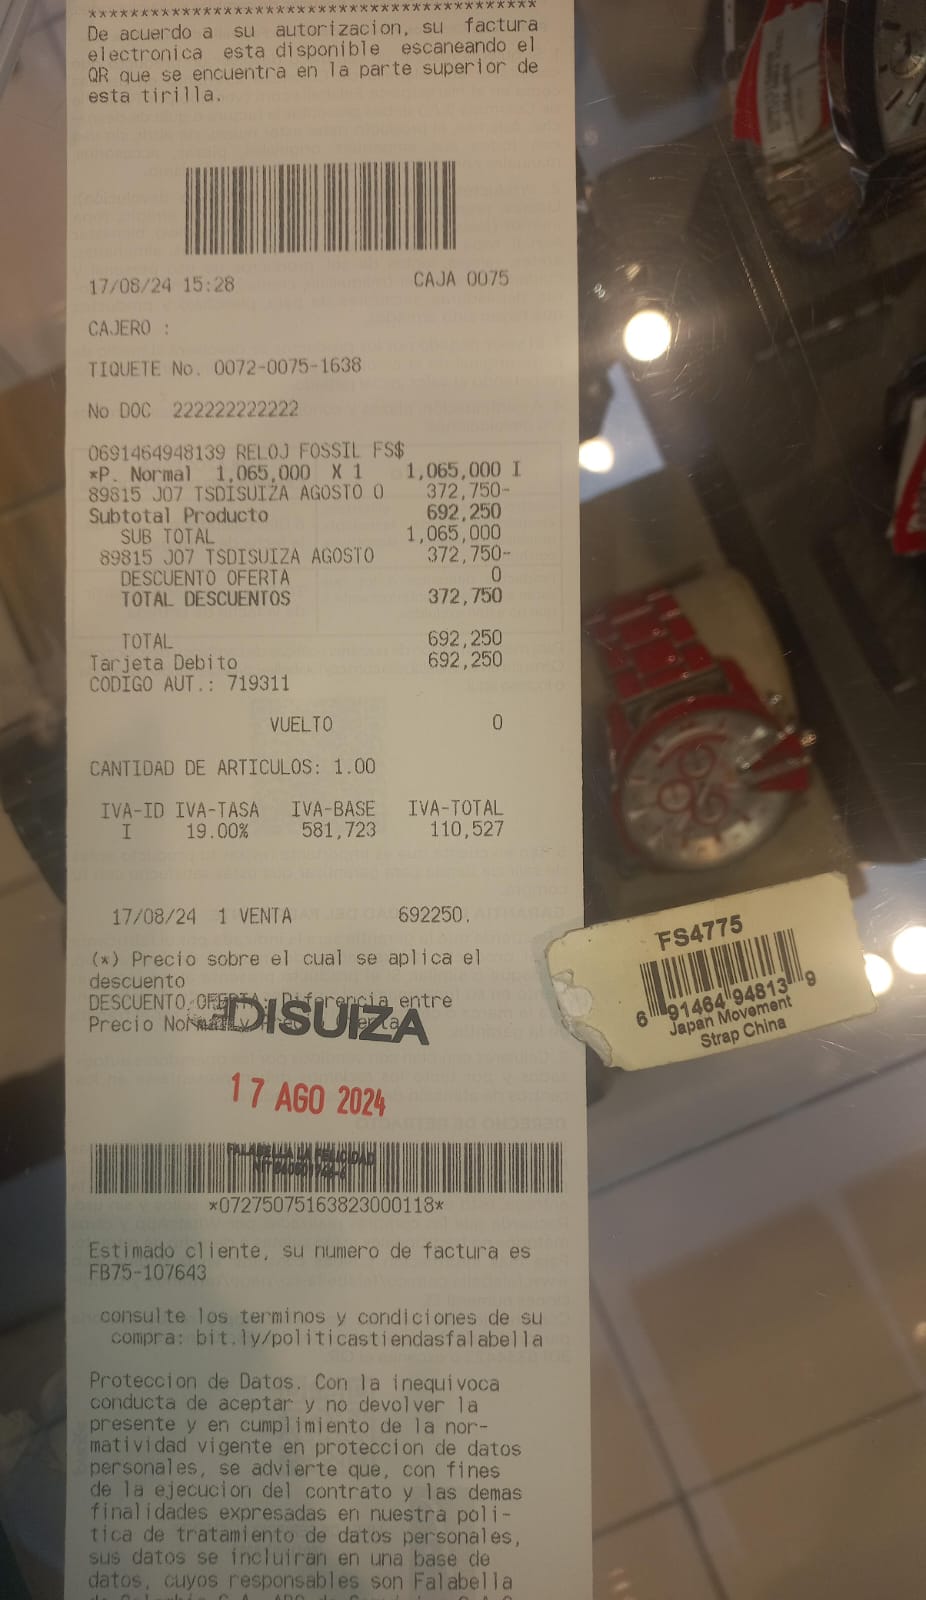 *******************************************
De acuerdo a su autorizacion, su factura
electronica esta disponible escaneando el
QR que se encuentra en la parte superior de
esta tirilla.
17/08/24 15:28 CAJA 0075
CAJERO :
TIQUETE No. 0072-0075-1638
No DOC 222222222222
0691464948139 RELOJ FOSSIL FS$
*P. Normal 1,065,000 X 1 1,065,000 I
89815 J07 TSDISUIZA AGOSTO 0 372,750-
Subtotal Producto 692,250
SUB TOTAL 1,065,000
89815 J07 TSDISUIZA AGOSTO 372,750-
DESCUENTO OFERTA 0
TOTAL DESCUENTOS 372,750
TOTAL 692,250
Tarjeta Debito 692,250
CODIGO AUT.: 719311
VUELTO 0
CANTIDAD DE ARTICULOS: 1.00
IVA-ID IVA-TASA IVA-BASE IVA-TOTAL
I 19.00% 581,723 110,527
17/08/24 1 VENTA 692250.
(*) Precio sobre el cual se aplica el
descuento
DESCUENTO OFERTA: Diferencia entre
Precio
DISUIZA
17 AGO 2024
FALABELLA LA FELICIDAD
*07275075163823000118*
Estimado cliente, su numero de factura es
FB75-107643
consulte los terminos y condiciones de su
compra: bit.ly/politicastiendasfalabella
Proteccion de Datos. Con la inequivoca
conducta de aceptar y no devolver la
presente y en cumplimiento de la nor-
matividad vigente en proteccion de datos
personales, se advierte que, con fines
de la ejecucion del contrato y las demas
finalidades expresadas en nuestra poli-
tica de tratamiento de datos personales,
sus datos se incluiran en una base de
datos, cuyos responsables son Falabella
FS4775
6 91464 94813 9
Japan Movement
Strap China